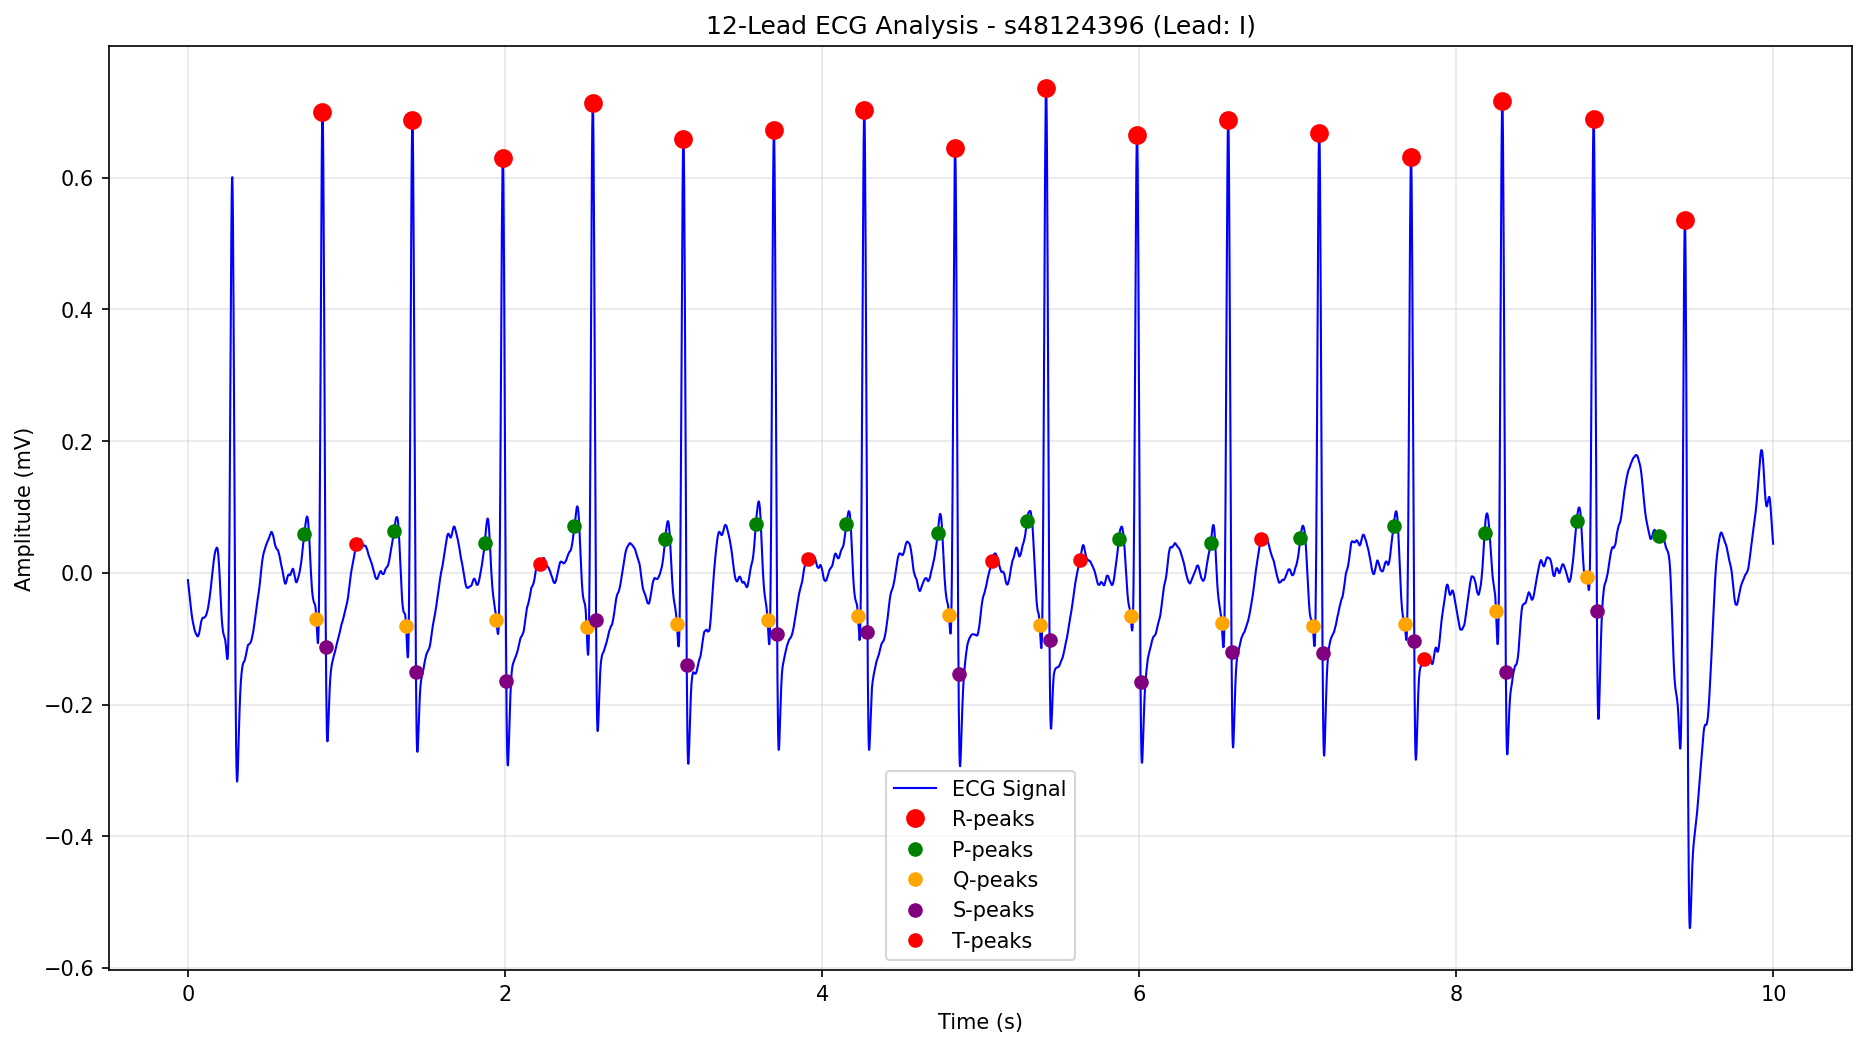 12-Lead ECG Analysis - s48124396 (Lead: I)
Amplitude (mV)
0.6
0.4
0.2
0.0
−0.2
−0.4
−0.6
ECG Signal
R-peaks
P-peaks
Q-peaks
S-peaks
T-peaks
0 2 4 6 8 10
Time (s)